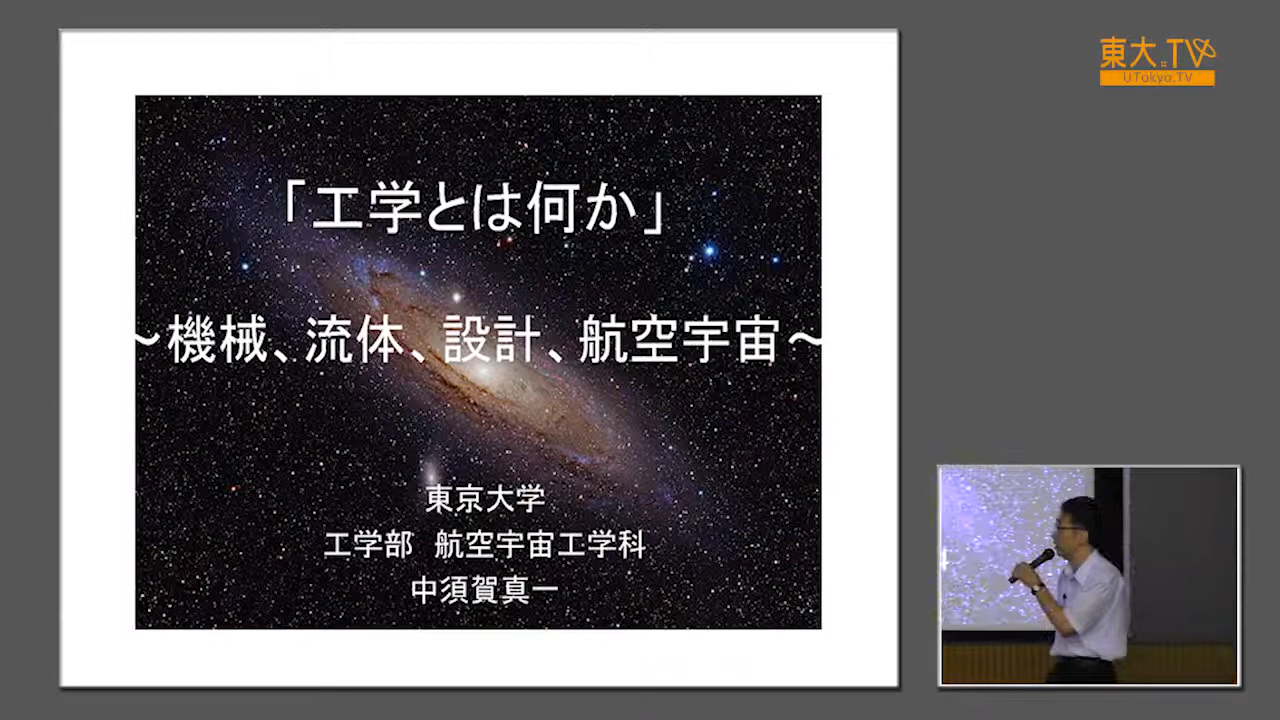 東大.TV
UTokyo.TV
「工学とは何か」
～機械、流体、設計、航空宇宙～
東京大学
工学部　航空宇宙工学科
中須賀真一